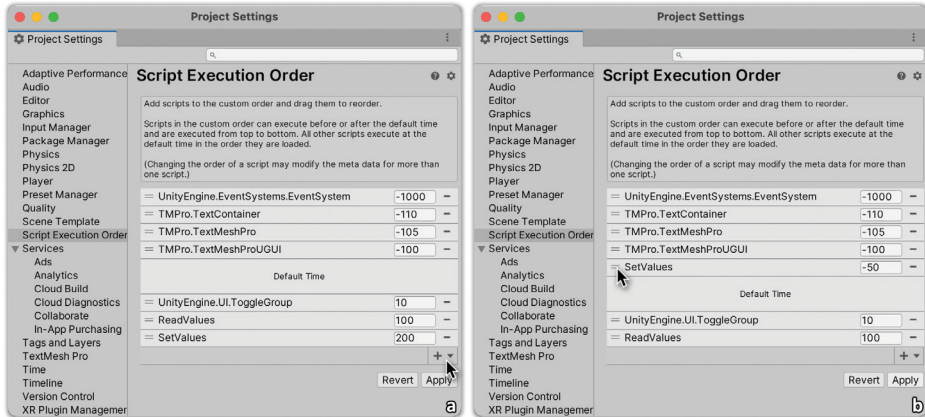 Project Settings
Project Settings
Adaptive Performance
Audio
Editor
Graphics
Input Manager
Package Manager
Physics
Physics 2D
Player
Preset Manager
Quality
Scene Template
Script Execution Order
Services
Ads
Analytics
Cloud Build
Cloud Diagnostics
Collaborate
In-App Purchasing
Tags and Layers
TextMesh Pro
Time
Timeline
Version Control
XR Plugin Managemer
Script Execution Order
Add scripts to the custom order and drag them to reorder.
Scripts in the custom order can execute before or after the default time
and are executed from top to bottom. All other scripts execute at the
default time in the order they are loaded.
(Changing the order of a script may modify the meta data for more than
one script.)
UnityEngine.EventSystems.EventSystem -1000
TMPro.TextContainer -110
TMPro.TextMeshPro -105
TMPro.TextMeshProUGUI -100
Default Time
UnityEngine.UI.ToggleGroup 10
ReadValues 100
SetValues 200
Revert Apply
a
Project Settings
Project Settings
Adaptive Performance
Audio
Editor
Graphics
Input Manager
Package Manager
Physics
Physics 2D
Player
Preset Manager
Quality
Scene Template
Script Execution Order
Services
Ads
Analytics
Cloud Build
Cloud Diagnostics
Collaborate
In-App Purchasing
Tags and Layers
TextMesh Pro
Time
Timeline
Version Control
XR Plugin Managemer
Script Execution Order
Add scripts to the custom order and drag them to reorder.
Scripts in the custom order can execute before or after the default time
and are executed from top to bottom. All other scripts execute at the
default time in the order they are loaded.
(Changing the order of a script may modify the meta data for more than
one script.)
UnityEngine.EventSystems.EventSystem -1000
TMPro.TextContainer -110
TMPro.TextMeshPro -105
TMPro.TextMeshProUGUI -100
SetValues -50
Default Time
UnityEngine.UI.ToggleGroup 10
ReadValues 100
Revert Apply
b